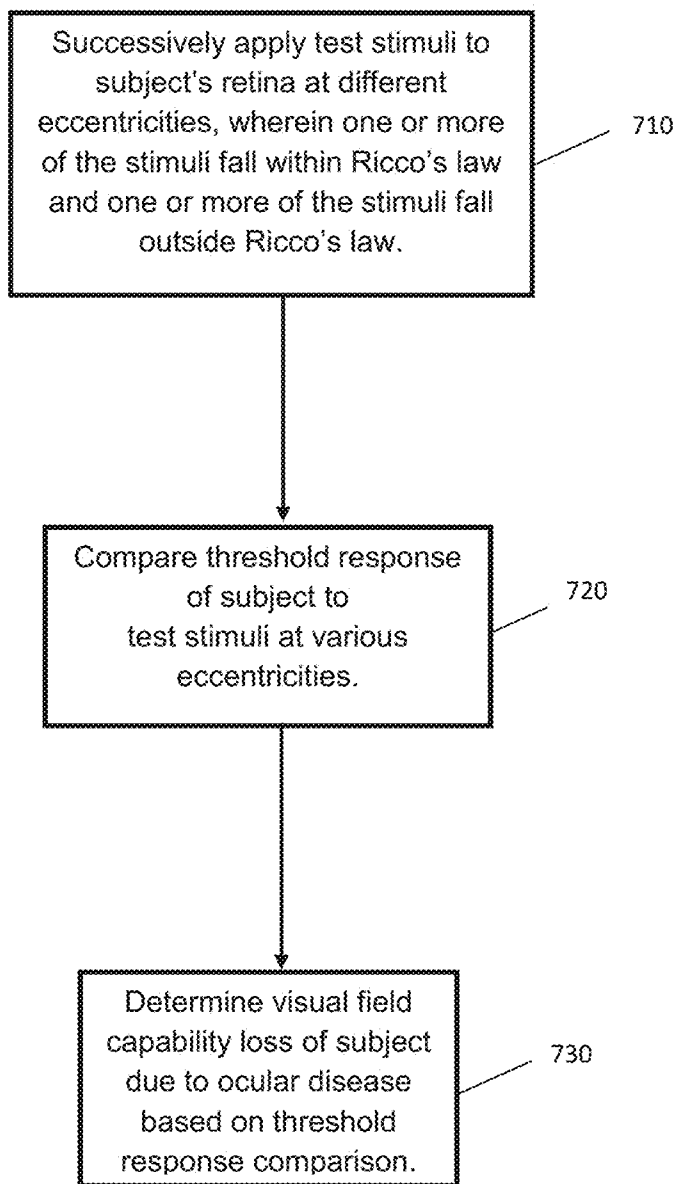 Successively apply test stimuli to
subject's retina at different
eccentricities, wherein one or more
of the stimuli fall within Ricco's law
and one or more of the stimuli fall
outside Ricco's law.
710
Compare threshold response
of subject to
test stimuli at various
eccentricities.
720
Determine visual field
capability loss of subject
due to ocular disease
based on threshold
response comparison.
730